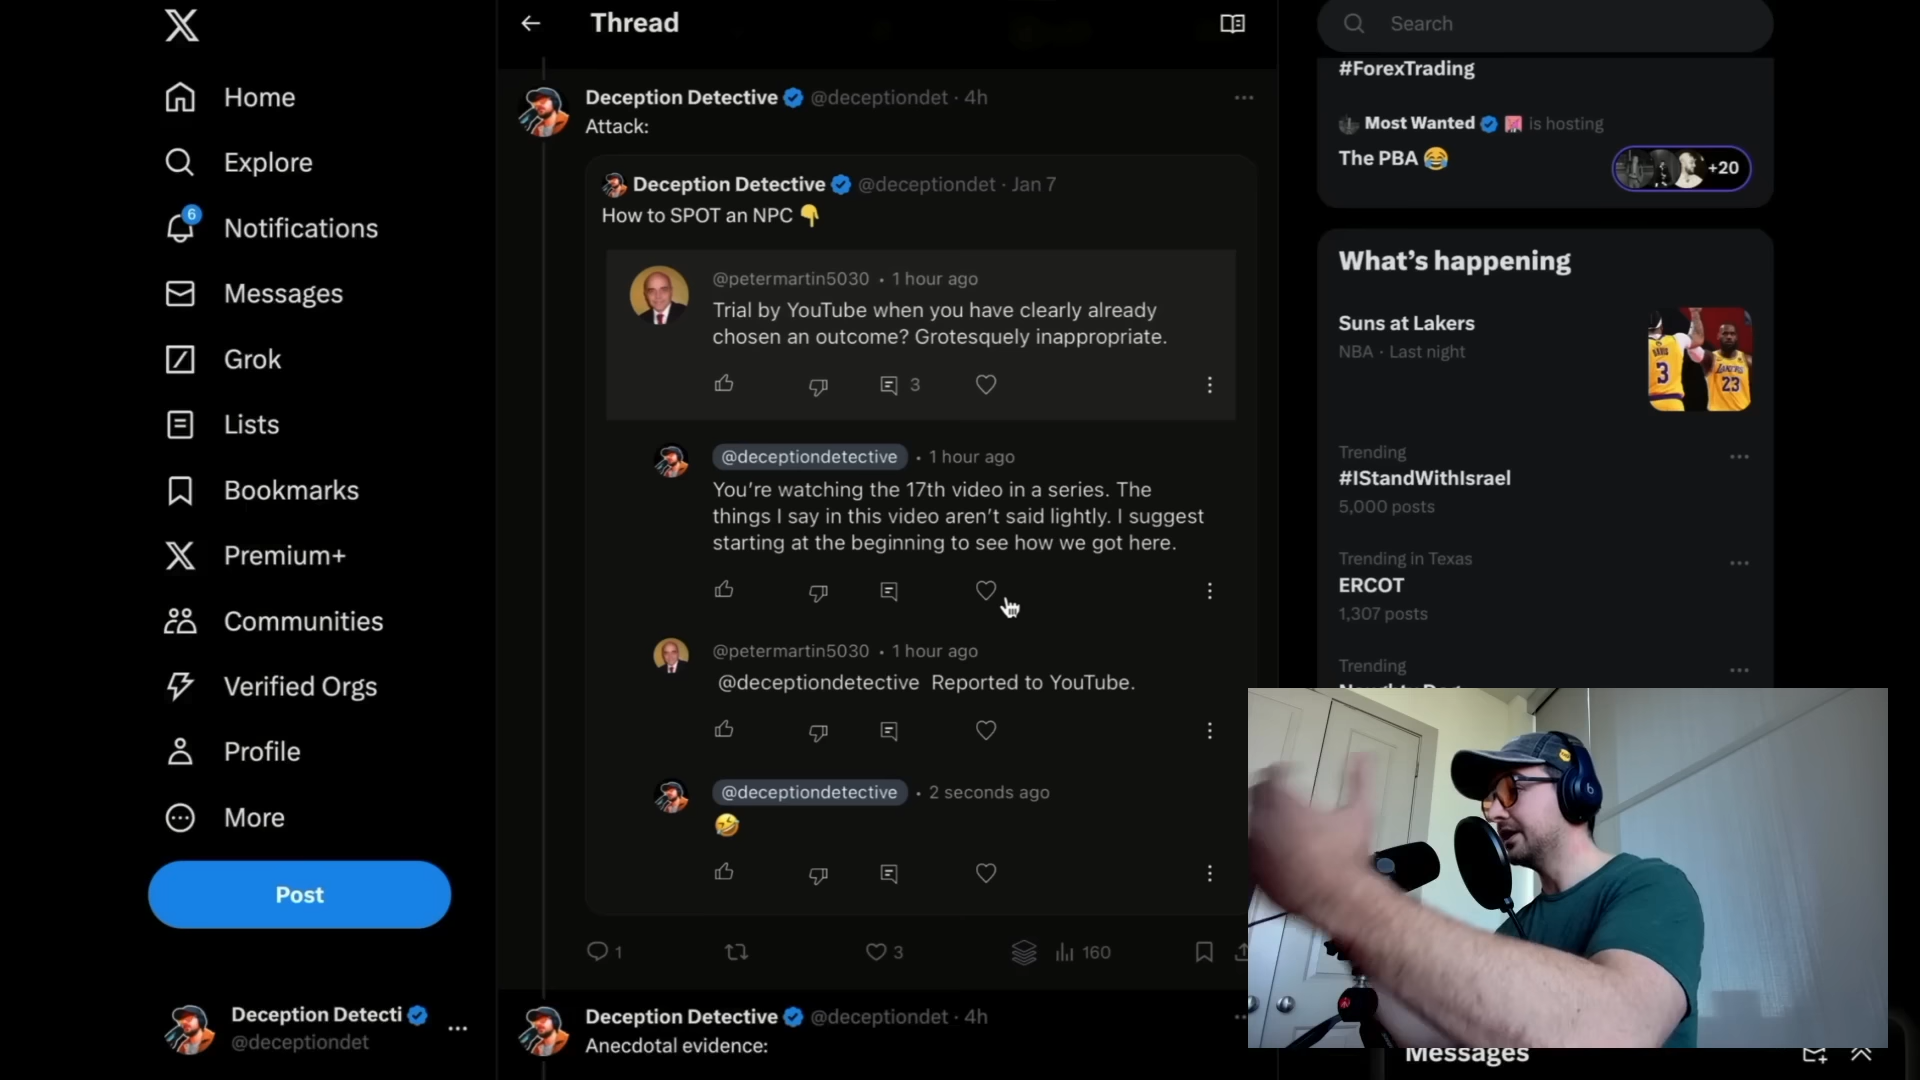 Home
Explore
6
Notifications
Messages
Grok
Lists
Bookmarks
Premium+
Communities
Verified Orgs
Profile
More
Post
Deception Detecti
@deceptiondet
Thread
Deception Detective @deceptiondet · 4h
Attack:
Deception Detective @deceptiondet · Jan 7
How to SPOT an NPC 👇
@petermartin5030 • 1 hour ago
Trial by YouTube when you have clearly already
chosen an outcome? Grotesquely inappropriate.
3
@deceptiondetective • 1 hour ago
You're watching the 17th video in a series. The
things I say in this video aren't said lightly. I suggest
starting at the beginning to see how we got here.
@petermartin5030 • 1 hour ago
@deceptiondetective Reported to YouTube.
@deceptiondetective • 2 seconds ago
🤣
1 3 160
Deception Detective @deceptiondet · 4h
Anecdotal evidence:
Search
#ForexTrading
Most Wanted is hosting
The PBA 😂
+20
What's happening
Suns at Lakers
NBA · Last night
3
LAKERS
23
Trending
#IStandWithIsrael
5,000 posts
Trending in Texas
ERCOT
1,307 posts
Trending
Messages